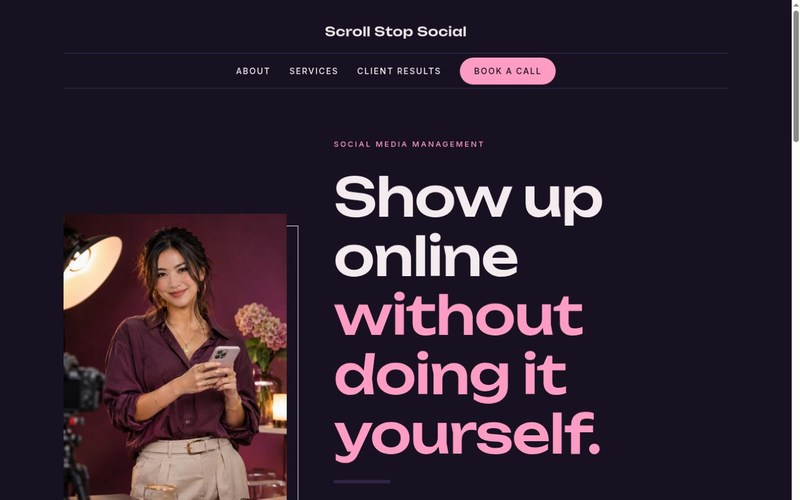 Scroll Stop Social
ABOUT SERVICES CLIENT RESULTS BOOK A CALL
SOCIAL MEDIA MANAGEMENT
Show up
online
without
doing it
yourself.